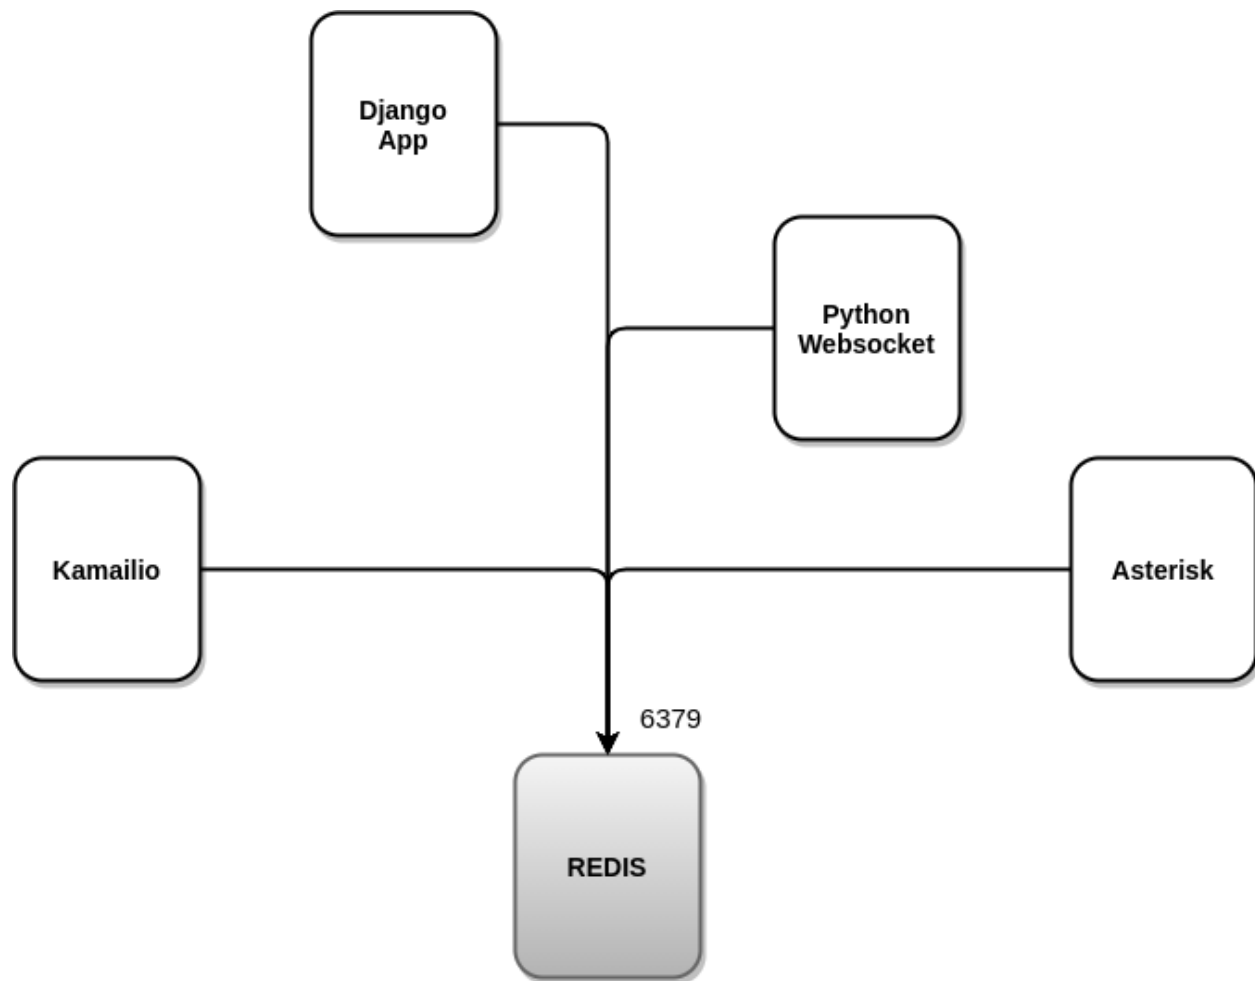 Django
App
Python
Websocket
Kamailio
Asterisk
6379
REDIS